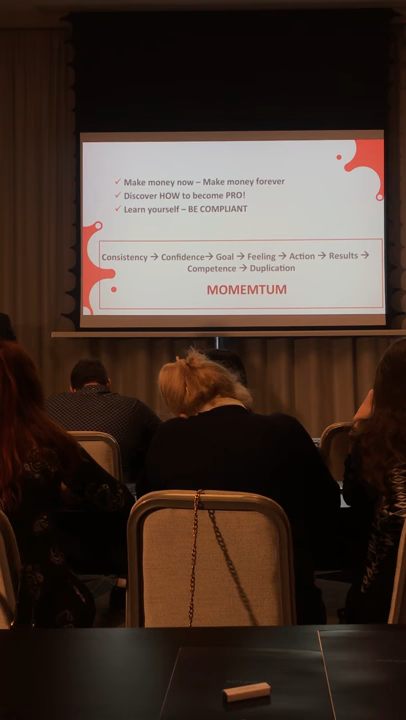 ✓ Make money now – Make money forever
✓ Discover HOW to become PRO!
✓ Learn yourself – BE COMPLIANT
Consistency → Confidence→ Goal → Feeling → Action → Results →
Competence → Duplication
MOMEMTUM